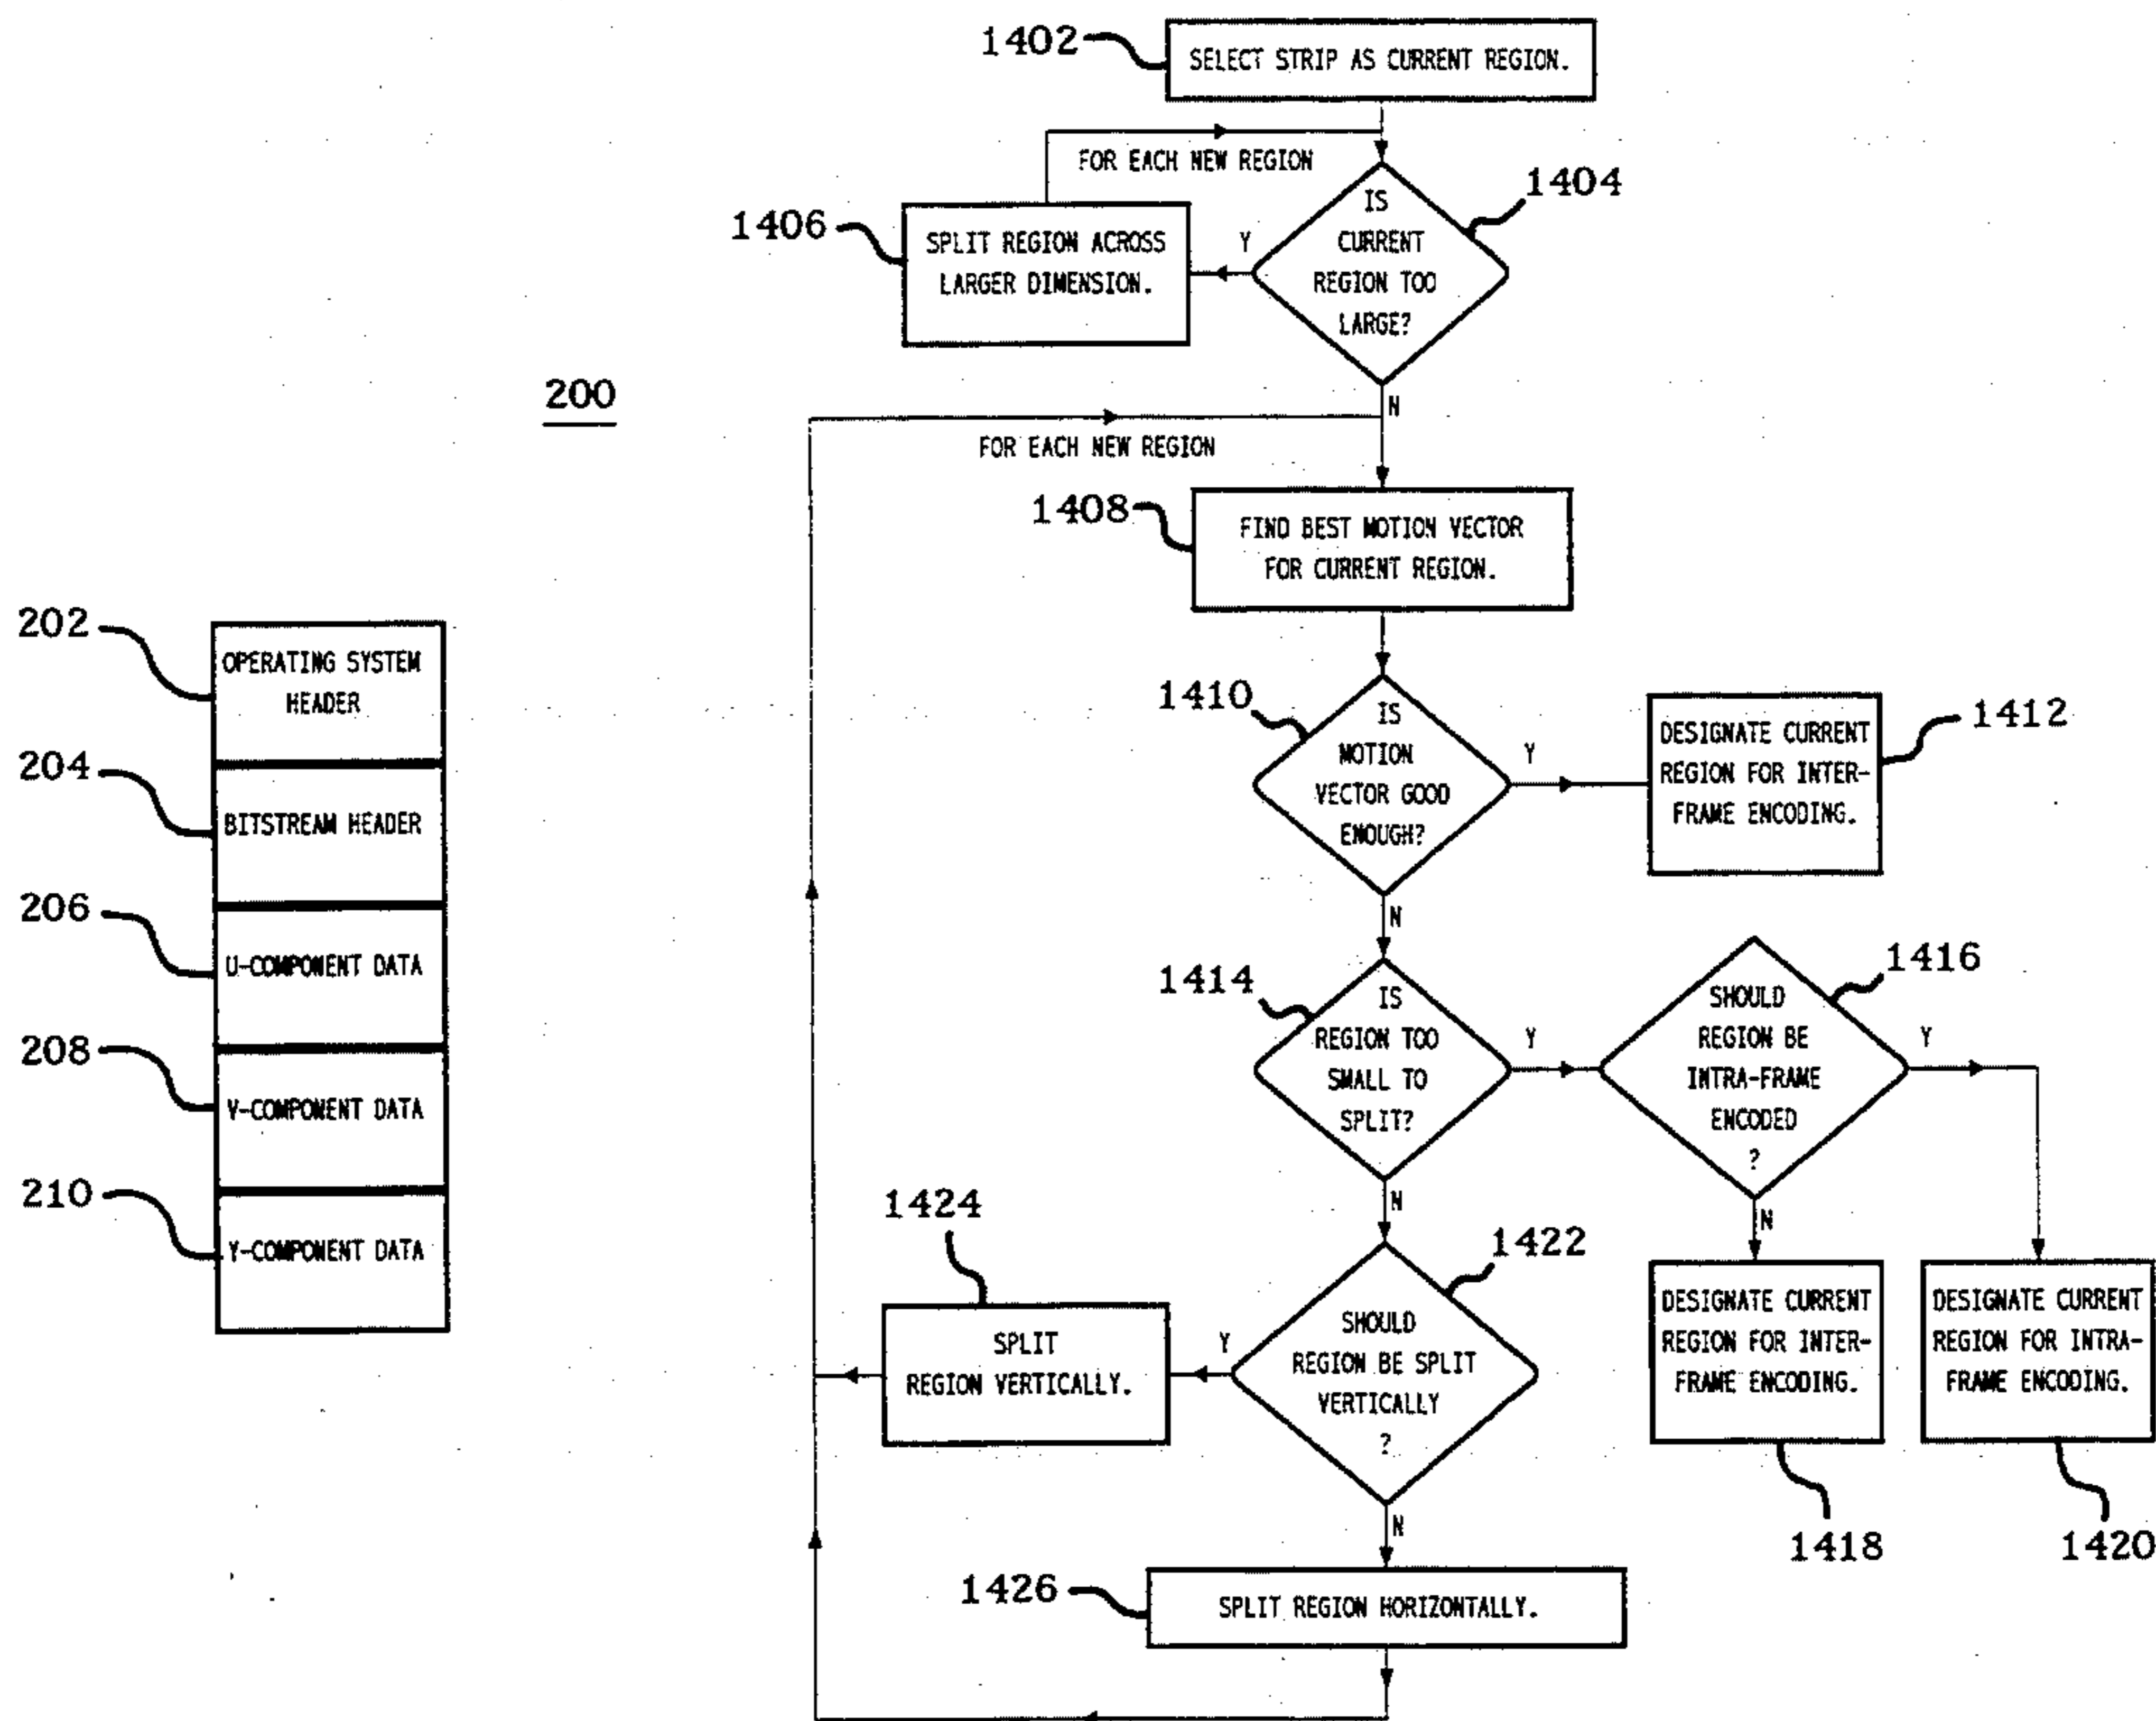 200
202
OPERATING SYSTEM
HEADER
204
BITSTREAM HEADER
206
U-COMPONENT DATA
208
V-COMPONENT DATA
210
Y-COMPONENT DATA
1402
SELECT STRIP AS CURRENT REGION.
FOR EACH NEW REGION
1404
IS
CURRENT
REGION TOO
LARGE?
Y
1406
SPLIT REGION ACROSS
LARGER DIMENSION.
N
FOR EACH NEW REGION
1408
FIND BEST MOTION VECTOR
FOR CURRENT REGION.
1410
IS
MOTION
VECTOR GOOD
ENOUGH?
Y
1412
DESIGNATE CURRENT
REGION FOR INTER-
FRAME ENCODING.
N
1414
IS
REGION TOO
SMALL TO
SPLIT?
Y
1416
SHOULD
REGION BE
INTRA-FRAME
ENCODED
?
Y
N
N
1422
SHOULD
REGION BE SPLIT
VERTICALLY
?
Y
1424
SPLIT
REGION VERTICALLY.
DESIGNATE CURRENT
REGION FOR INTER-
FRAME ENCODING.
1418
DESIGNATE CURRENT
REGION FOR INTRA-
FRAME ENCODING.
1420
N
1426
SPLIT REGION HORIZONTALLY.